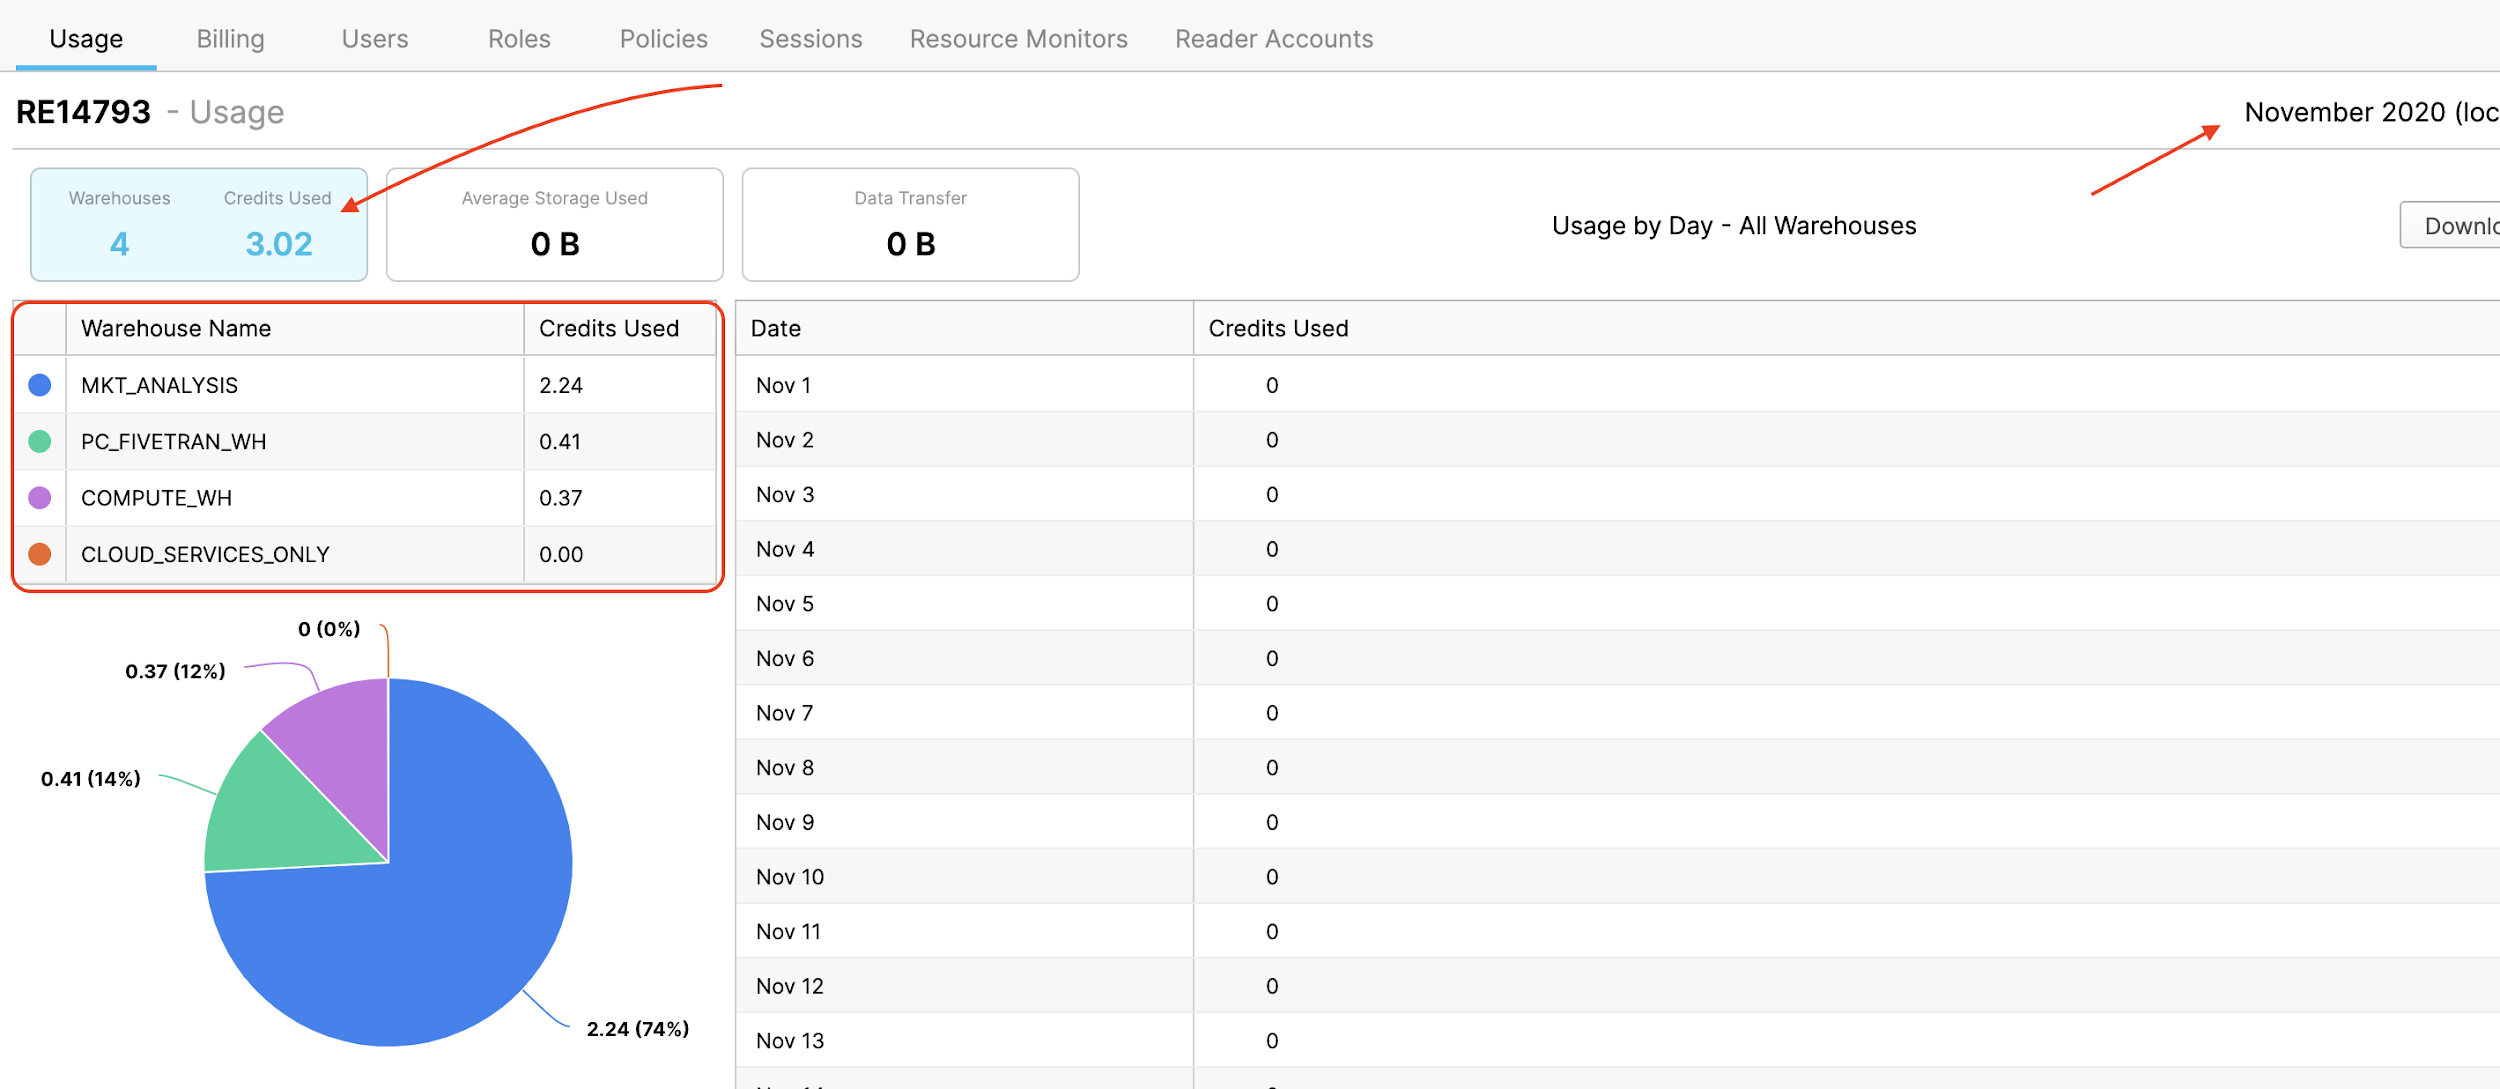 Usage Billing Users Roles Policies Sessions Resource Monitors Reader Accounts
RE14793 - Usage
November 2020 (loc
Warehouses Credits Used
4 3.02
Average Storage Used
0 B
Data Transfer
0 B
Usage by Day - All Warehouses
Downlo
Warehouse Name Credits Used
MKT_ANALYSIS 2.24
PC_FIVETRAN_WH 0.41
COMPUTE_WH 0.37
CLOUD_SERVICES_ONLY 0.00
0 (0%)
0.37 (12%)
0.41 (14%)
2.24 (74%)
Date Credits Used
Nov 1 0
Nov 2 0
Nov 3 0
Nov 4 0
Nov 5 0
Nov 6 0
Nov 7 0
Nov 8 0
Nov 9 0
Nov 10 0
Nov 11 0
Nov 12 0
Nov 13 0